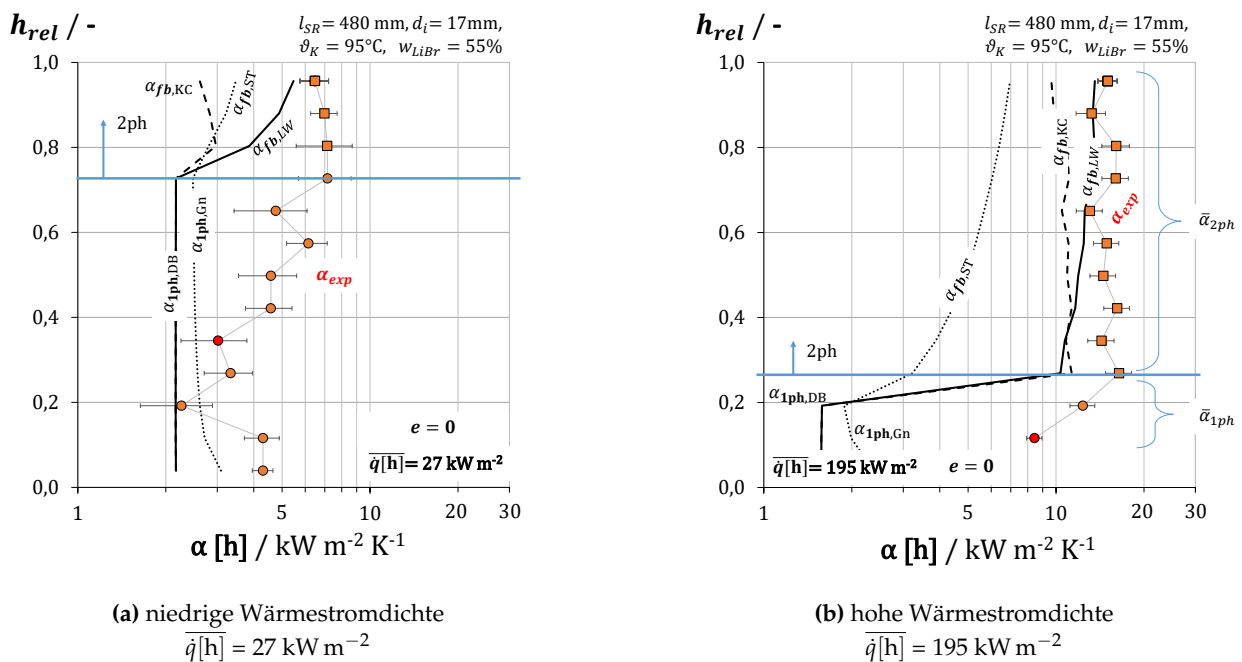 h_rel / -
l_SR = 480 mm, d_i = 17mm,
ϑ_K = 95°C, w_LiBr = 55%
1,0
0,8
0,6
0,4
0,2
0,0
α_fb,KC
α_fb,ST
α_fb,LW
2ph
α_1ph,Gn
α_1ph,DB
α_exp
e = 0
q̇[h] = 27 kW m-2
1
5
10
30
α [h] / kW m-2 K-1
(a) niedrige Wärmestromdichte
q̇[h] = 27 kW m−2
h_rel / -
l_SR = 480 mm, d_i = 17mm,
ϑ_K = 95°C, w_LiBr = 55%
1,0
0,8
0,6
0,4
0,2
0,0
α_fb,KC
α_fb,LW
α_exp
ᾱ_2ph
α_fb,ST
2ph
α_1ph,DB
α_1ph,Gn
ᾱ_1ph
q̇[h] = 195 kW m-2 e = 0
1
5
10
30
α [h] / kW m-2 K-1
(b) hohe Wärmestromdichte
q̇[h] = 195 kW m−2